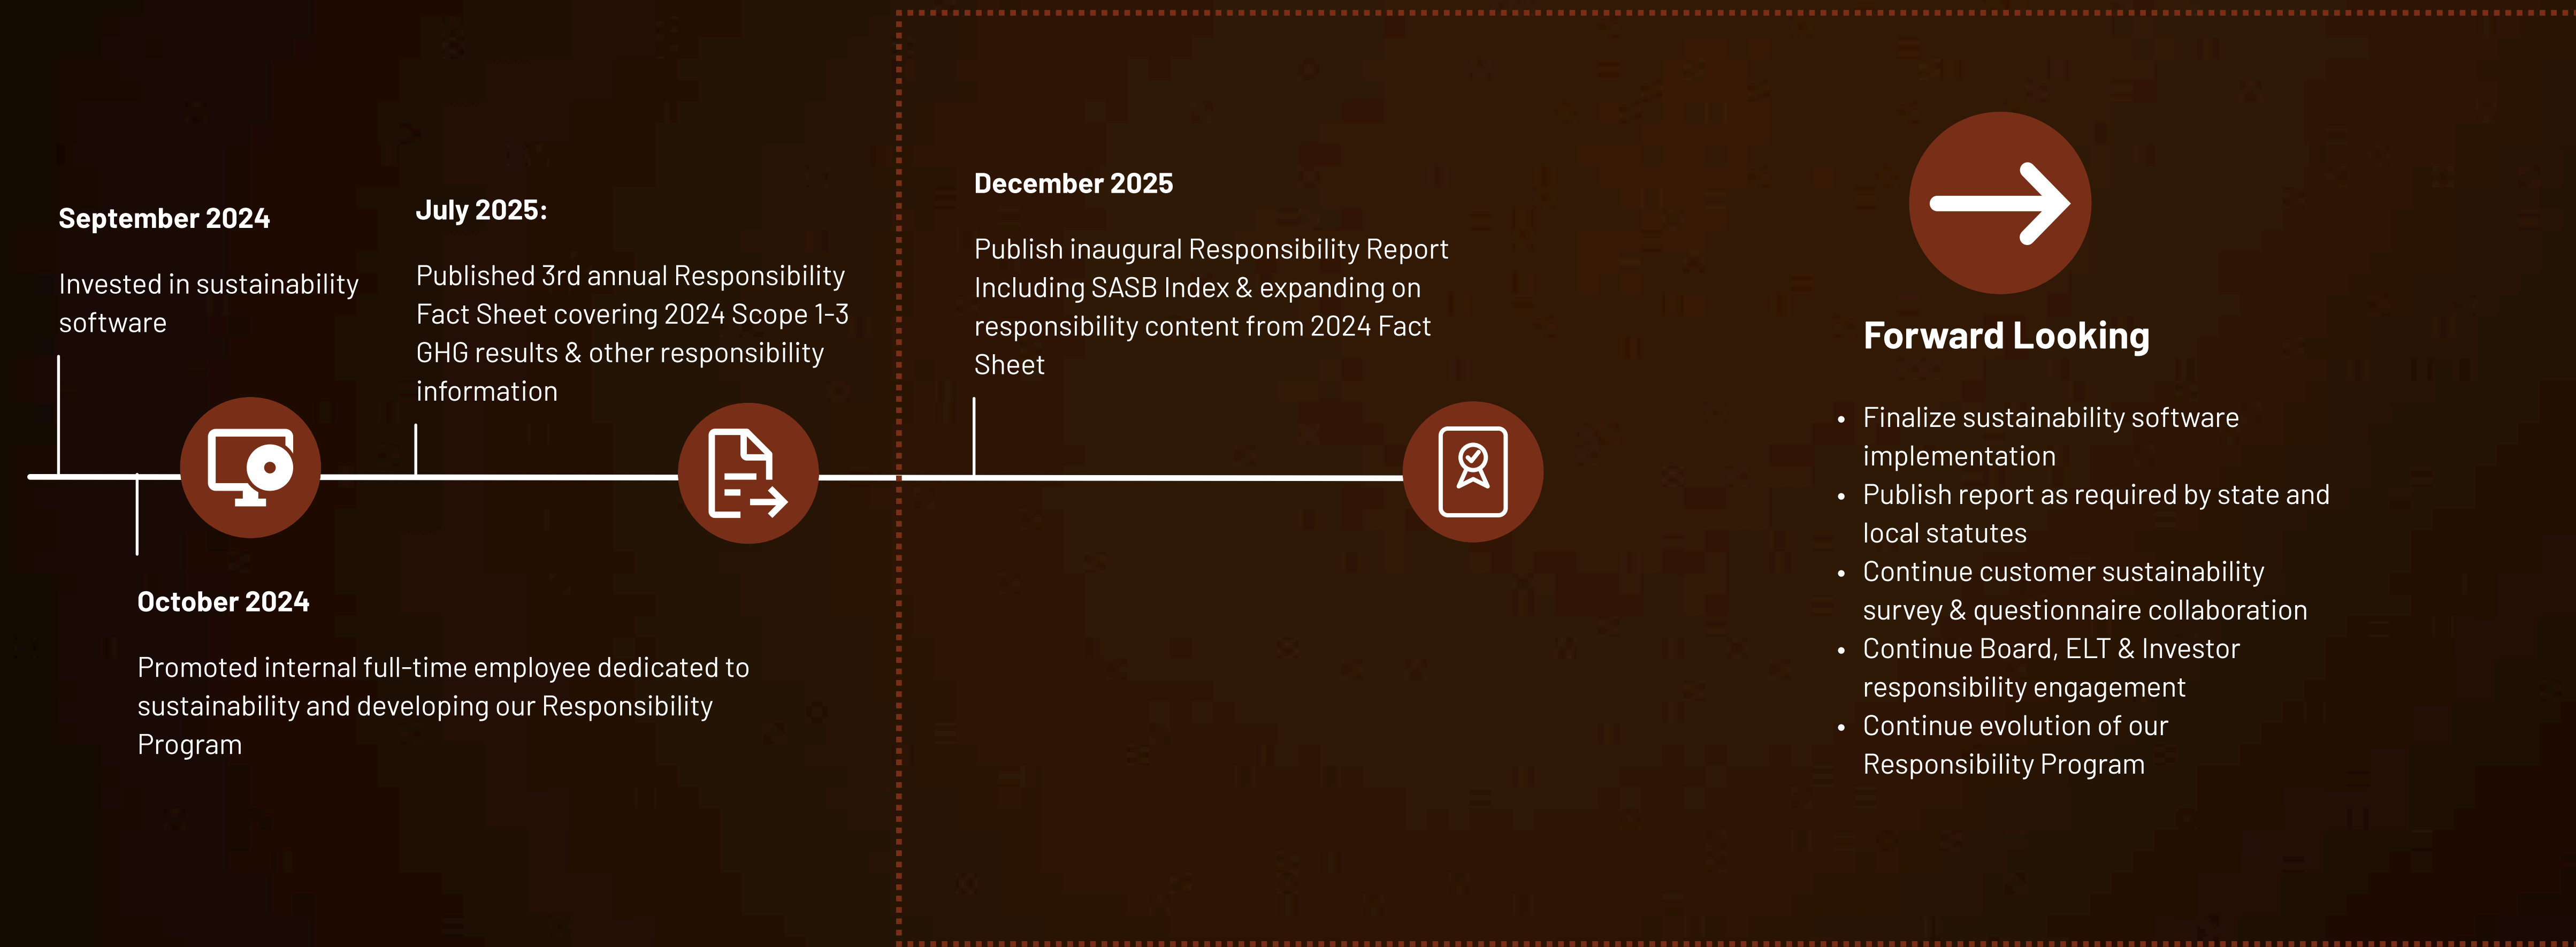 September 2024
Invested in sustainability
software
October 2024
Promoted internal full-time employee dedicated to
sustainability and developing our Responsibility
Program
July 2025:
Published 3rd annual Responsibility
Fact Sheet covering 2024 Scope 1-3
GHG results & other responsibility
information
December 2025
Publish inaugural Responsibility Report
Including SASB Index & expanding on
responsibility content from 2024 Fact
Sheet
Forward Looking
• Finalize sustainability software
implementation
• Publish report as required by state and
local statutes
• Continue customer sustainability
survey & questionnaire collaboration
• Continue Board, ELT & Investor
responsibility engagement
• Continue evolution of our
Responsibility Program